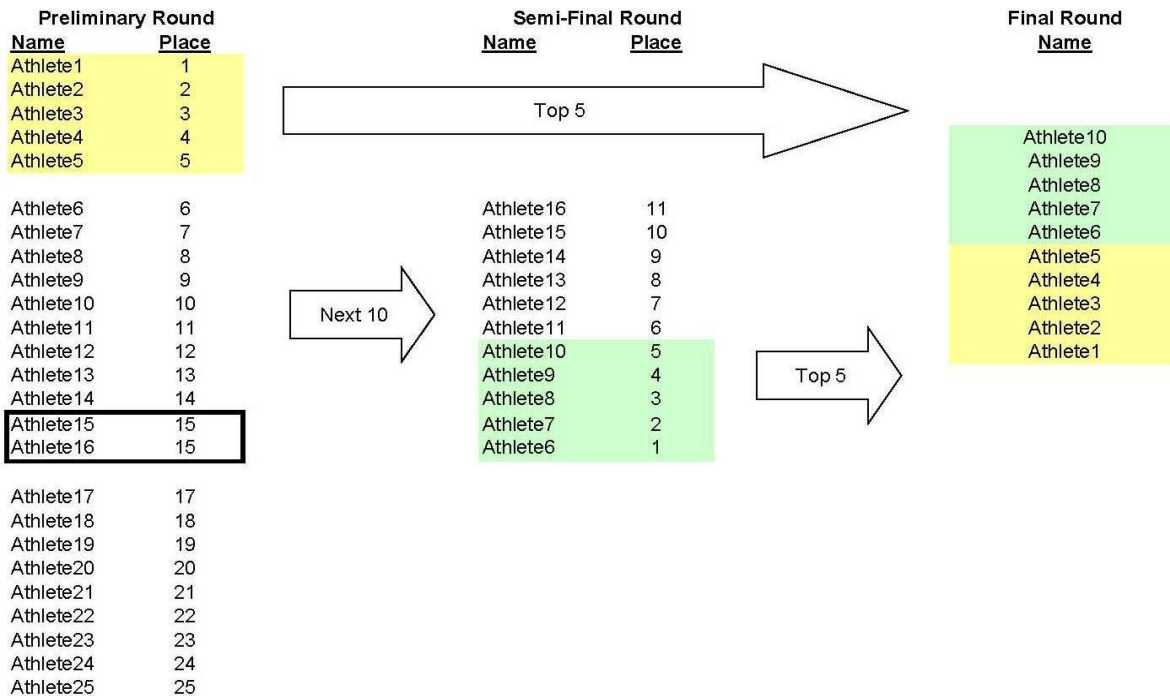 Preliminary Round
Name Place
Athlete1 1
Athlete2 2
Athlete3 3
Athlete4 4
Athlete5 5
Athlete6 6
Athlete7 7
Athlete8 8
Athlete9 9
Athlete10 10
Athlete11 11
Athlete12 12
Athlete13 13
Athlete14 14
Athlete15 15
Athlete16 15
Athlete17 17
Athlete18 18
Athlete19 19
Athlete20 20
Athlete21 21
Athlete22 22
Athlete23 23
Athlete24 24
Athlete25 25
Top 5
Next 10
Semi-Final Round
Name Place
Athlete16 11
Athlete15 10
Athlete14 9
Athlete13 8
Athlete12 7
Athlete11 6
Athlete10 5
Athlete9 4
Athlete8 3
Athlete7 2
Athlete6 1
Top 5
Final Round
Name
Athlete10
Athlete9
Athlete8
Athlete7
Athlete6
Athlete5
Athlete4
Athlete3
Athlete2
Athlete1